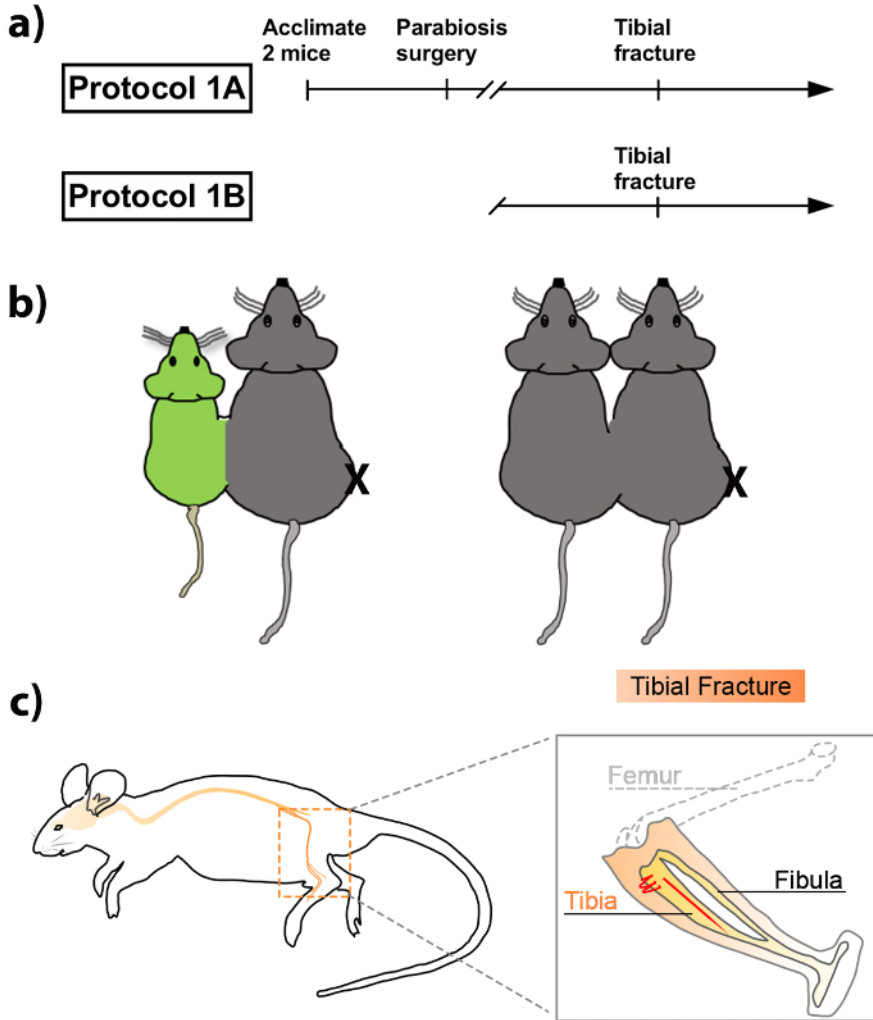 a)
Acclimate
2 mice
Parabiosis
surgery
Tibial
fracture
Protocol 1A
Tibial
fracture
Protocol 1B
b)
X
X
Tibial Fracture
c)
Femur
Fibula
Tibia